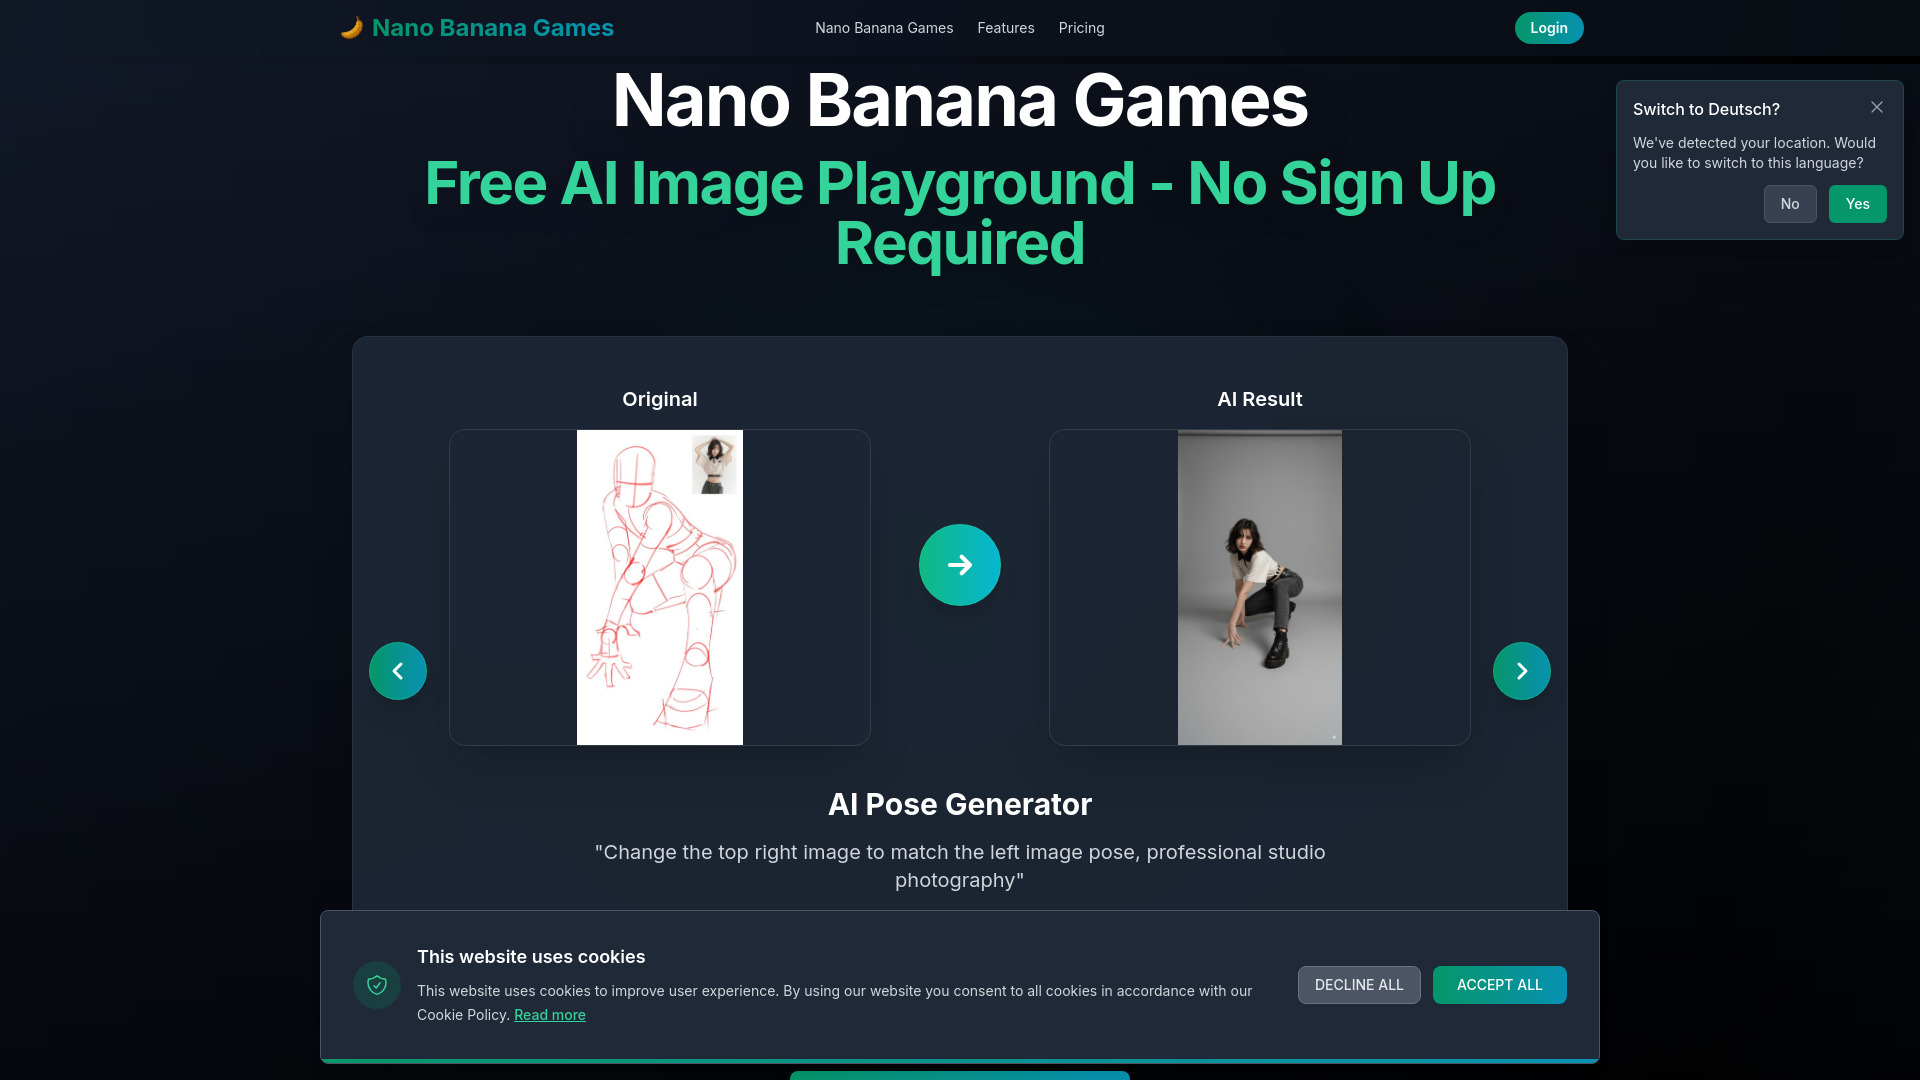 Nano Banana Games
Nano Banana Games
Features
Pricing
Login
Nano Banana Games
Free AI Image Playground - No Sign Up
Required
Switch to Deutsch?
We've detected your location. Would
you like to switch to this language?
No
Yes
Original
AI Result
AI Pose Generator
"Change the top right image to match the left image pose, professional studio
photography"
This website uses cookies
This website uses cookies to improve user experience. By using our website you consent to all cookies in accordance with our
Cookie Policy. Read more
DECLINE ALL
ACCEPT ALL